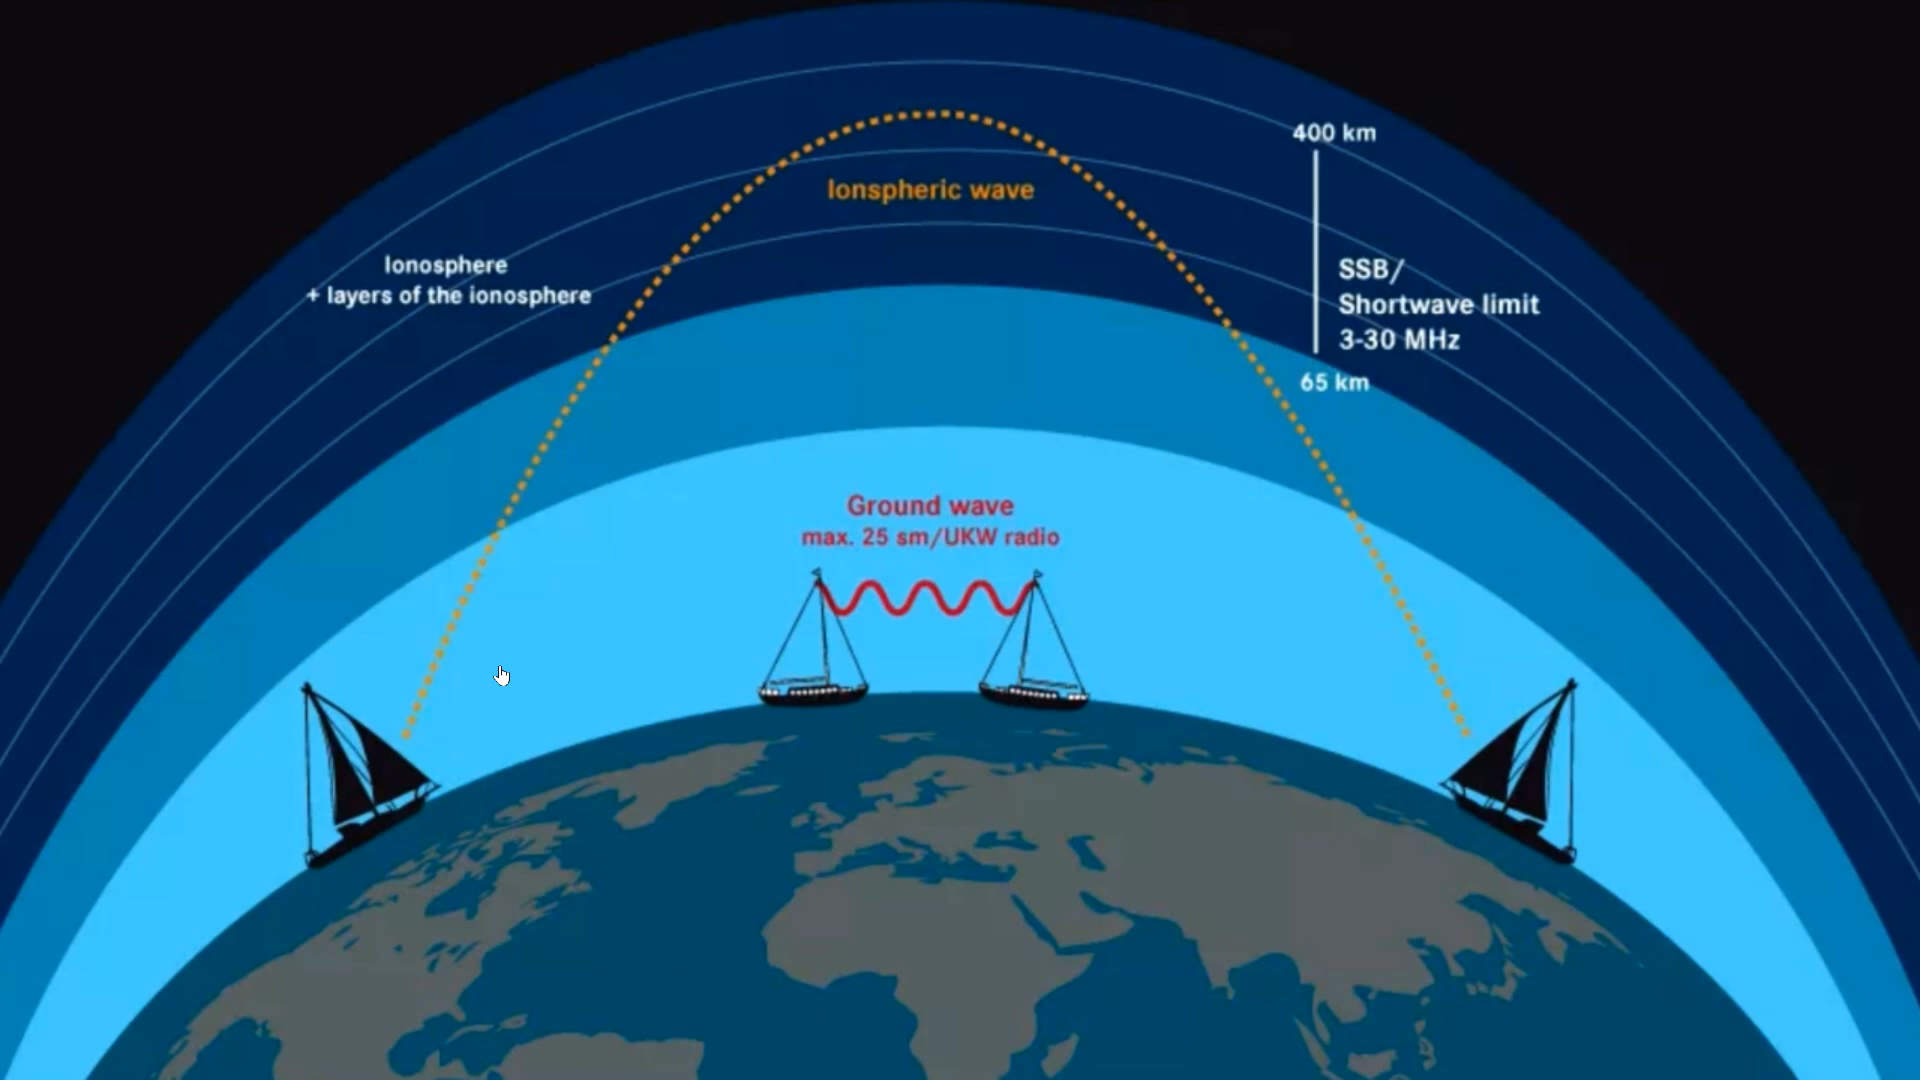 400 km
Ionspheric wave
Ionosphere
+ layers of the ionosphere
SSB/
Shortwave limit
3-30 MHz
65 km
Ground wave
max. 25 sm/UKW radio